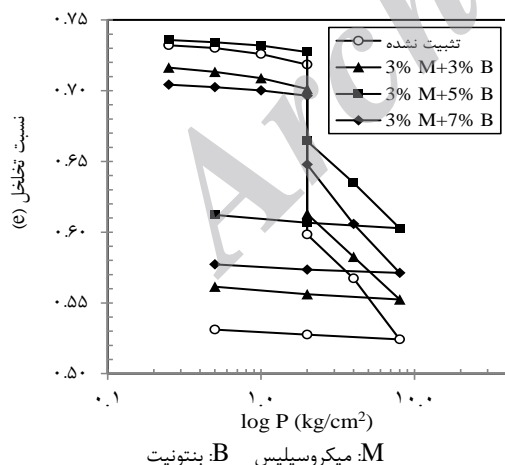 تثبیت نشده
3% M+3% B
3% M+5% B
3% M+7% B
نسبت تخلخل (e)
۰.۷۵
۰.۷۰
۰.۶۵
۰.۶۰
۰.۵۵
۰.۵۰
۰.۱
۱.۰
۱۰.۰
log P (kg/cm²)
M: میکروسیلیس B: بنتونیت
Arch